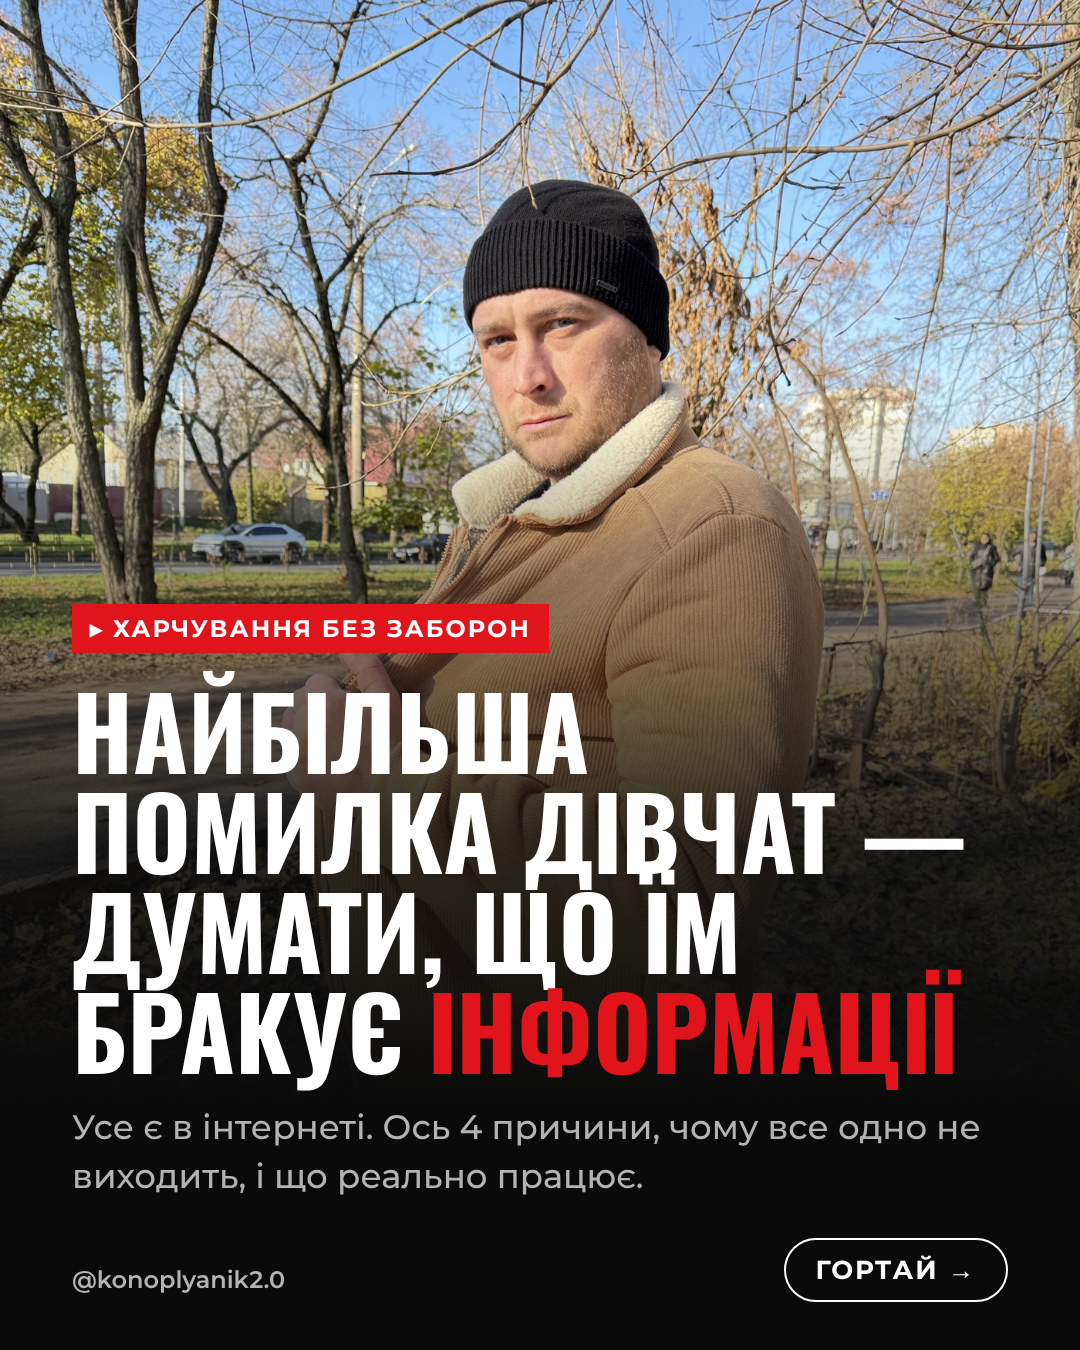 ▸ ХАРЧУВАННЯ БЕЗ ЗАБОРОН
НАЙБІЛЬША
ПОМИЛКА ДІВЧАТ —
ДУМАТИ, ЩО ЇМ
БРАКУЄ ІНФОРМАЦІЇ
Усе є в інтернеті. Ось 4 причини, чому все одно не
виходить, і що реально працює.
@konoplyanik2.0
ГОРТАЙ →